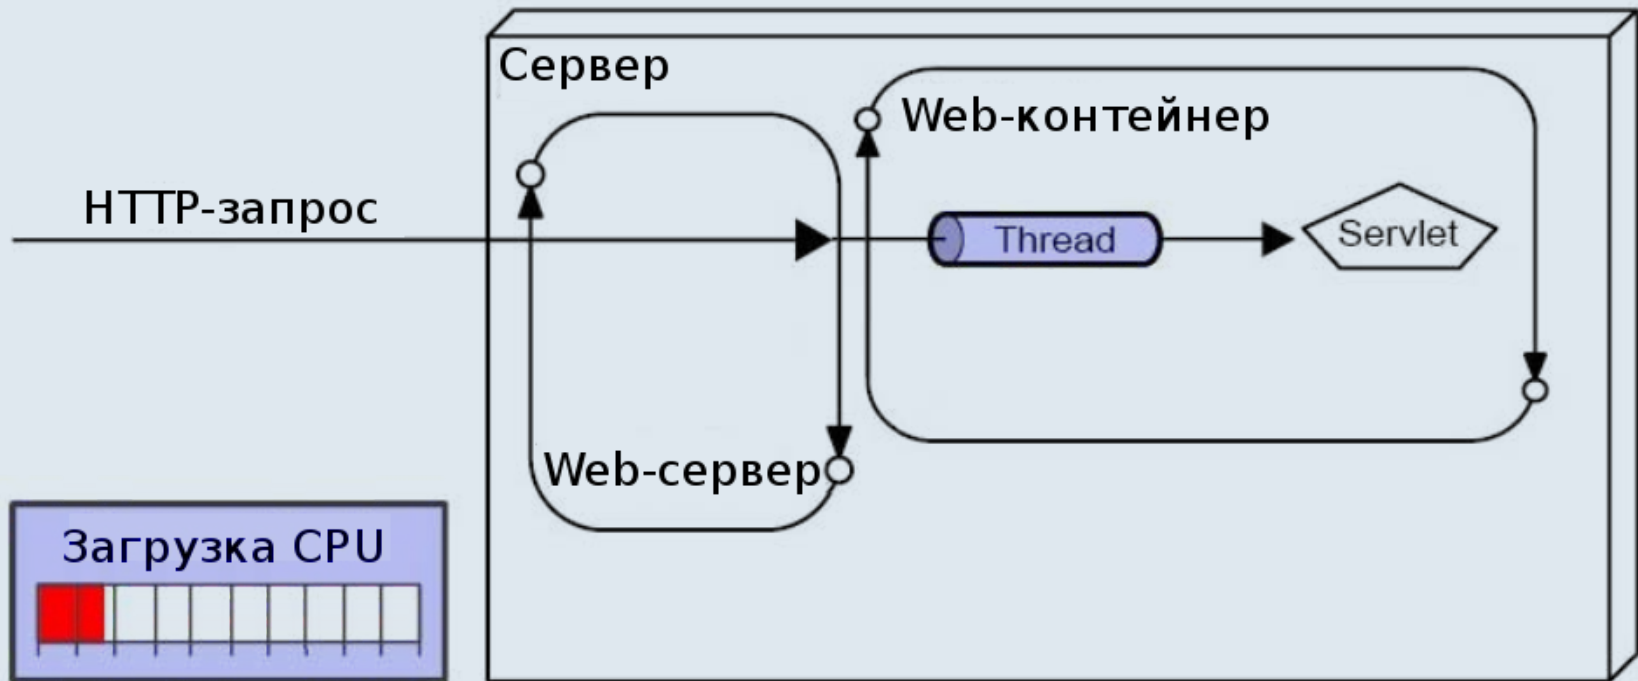 Сервер
Web-контейнер
HTTP-запрос
Thread
Servlet
Web-сервер
Загрузка CPU